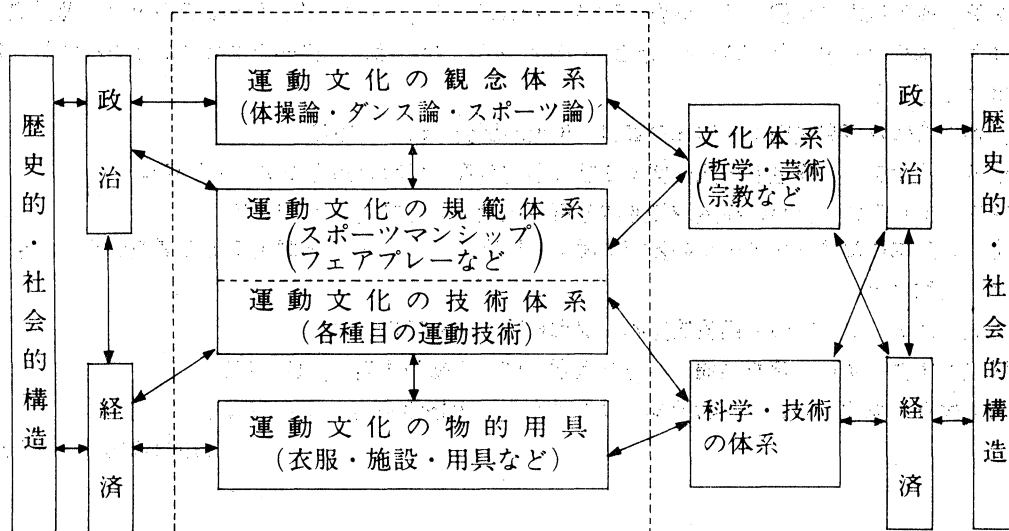 歴史的・社会的構造
政治
経済
運動文化の観念体系
(体操論・ダンス論・スポーツ論)
運動文化の規範体系
(スポーツマンシップ
フェアプレーなど)
運動文化の技術体系
(各種目の運動技術)
運動文化の物的用具
(衣服・施設・用具など)
文化体系
(哲学・芸術
宗教など)
科学・技術
の体系
政治
経済
歴史的・社会的構造